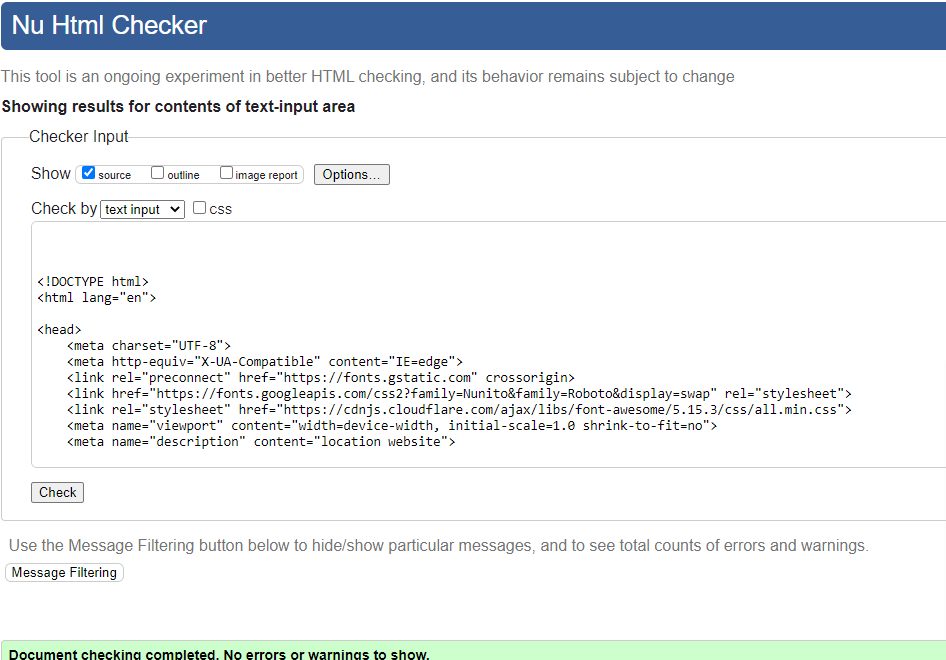 Nu Html Checker
This tool is an ongoing experiment in better HTML checking, and its behavior remains subject to change
Showing results for contents of text-input area
Checker Input
Show source outline image report Options...
Check by text input css
<!DOCTYPE html>
<html lang="en">
<head>
    <meta charset="UTF-8">
    <meta http-equiv="X-UA-Compatible" content="IE=edge">
    <link rel="preconnect" href="https://fonts.gstatic.com" crossorigin>
    <link href="https://fonts.googleapis.com/css2?family=Nunito&family=Roboto&display=swap" rel="stylesheet">
    <link rel="stylesheet" href="https://cdnjs.cloudflare.com/ajax/libs/font-awesome/5.15.3/css/all.min.css">
    <meta name="viewport" content="width=device-width, initial-scale=1.0 shrink-to-fit=no">
    <meta name="description" content="location website">
Check
Use the Message Filtering button below to hide/show particular messages, and to see total counts of errors and warnings.
Message Filtering
Document checking completed. No errors or warnings to show.